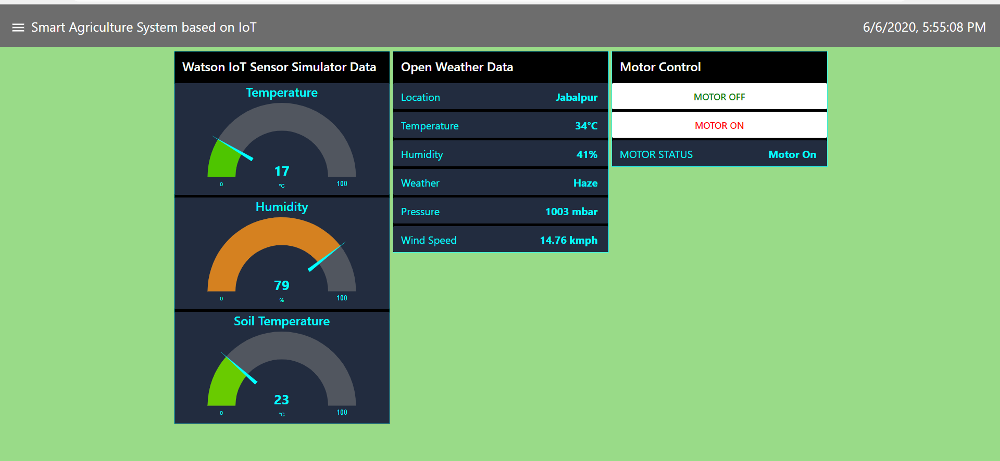 Smart Agriculture System based on IoT
6/6/2020, 5:55:08 PM
Watson IoT Sensor Simulator Data
Temperature
17
°C
0
100
Humidity
79
%
0
100
Soil Temperature
23
°C
0
100
Open Weather Data
Location Jabalpur
Temperature 34°C
Humidity 41%
Weather Haze
Pressure 1003 mbar
Wind Speed 14.76 kmph
Motor Control
MOTOR OFF
MOTOR ON
MOTOR STATUS Motor On